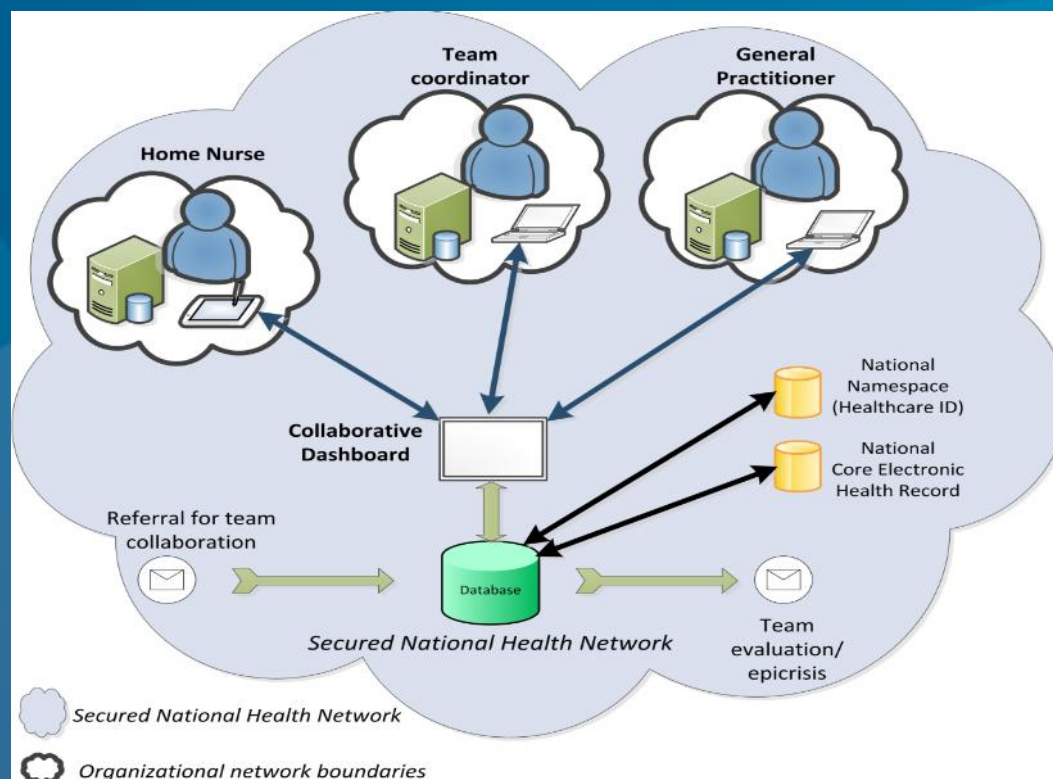 Team
coordinator
General
Practitioner
Home Nurse
National
Namespace
(Healthcare ID)
Collaborative
Dashboard
National
Core Electronic
Health Record
Referral for team
collaboration
Database
Secured National Health Network
Team
evaluation/
epicrisis
Secured National Health Network
Organizational network boundaries